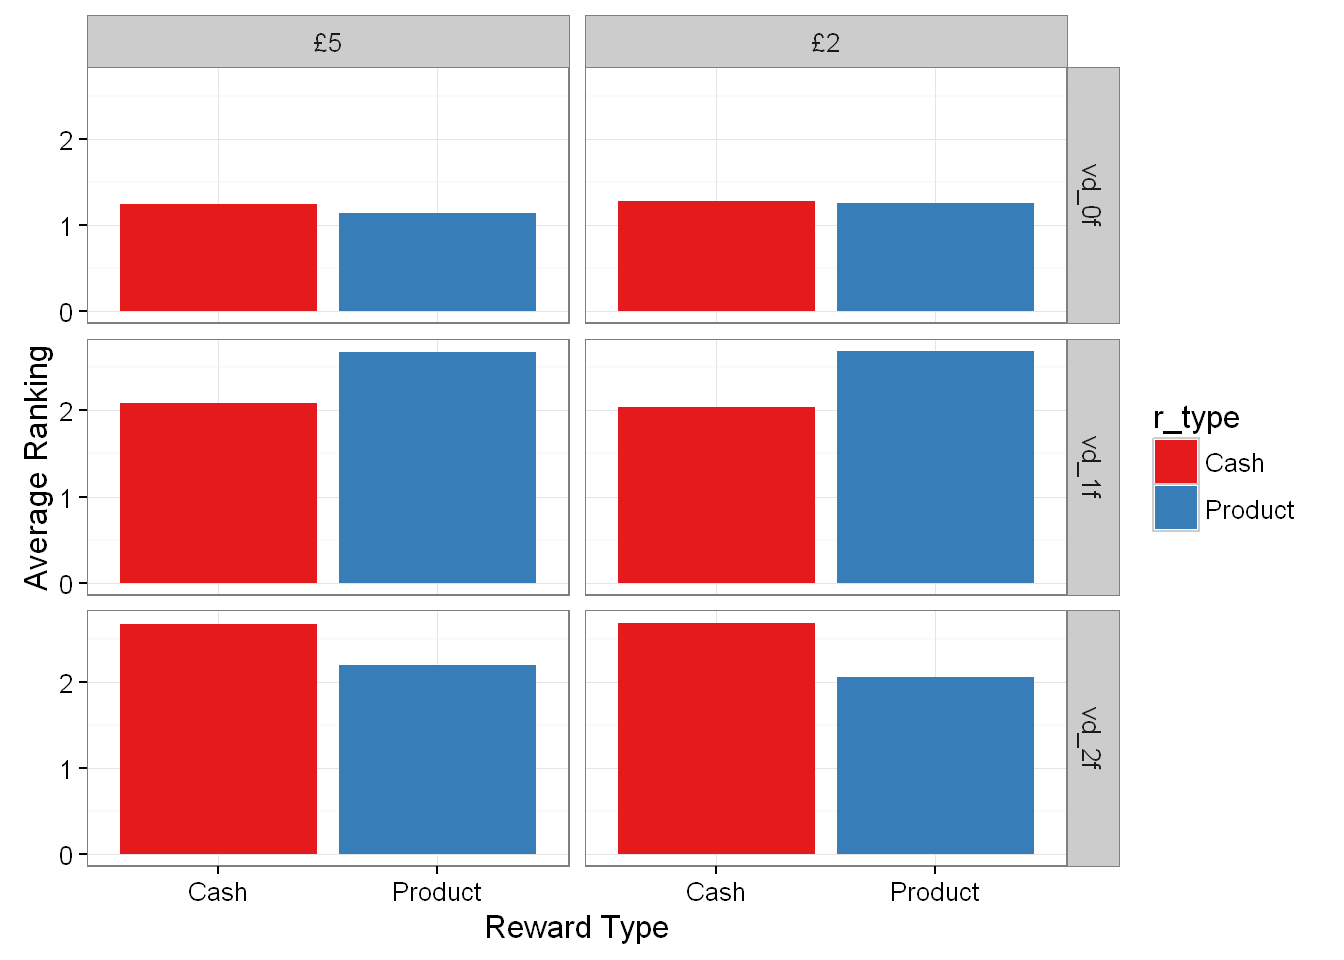 £5
£2
2
1
0
vd_0f
2
1
0
vd_1f
2
1
0
vd_2f
Average Ranking
Cash
Product
Cash
Product
Reward Type
r_type
Cash
Product